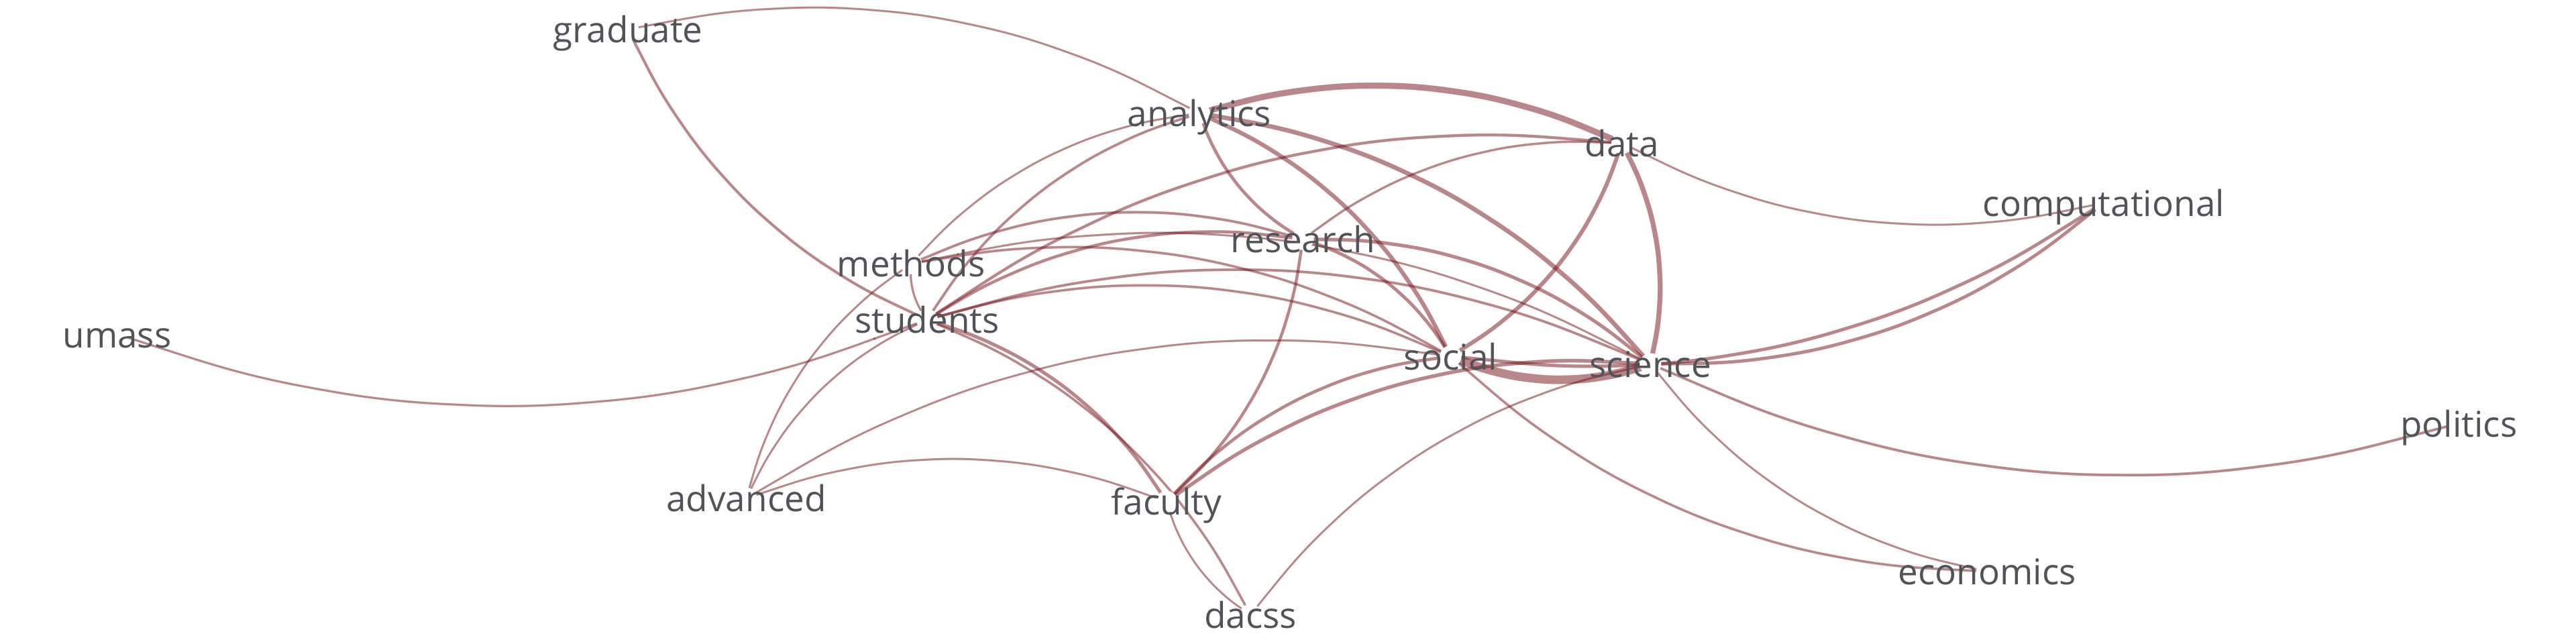 graduate
analytics
data
computational
research
methods
students
umass
social
science
politics
advanced
faculty
economics
dacss